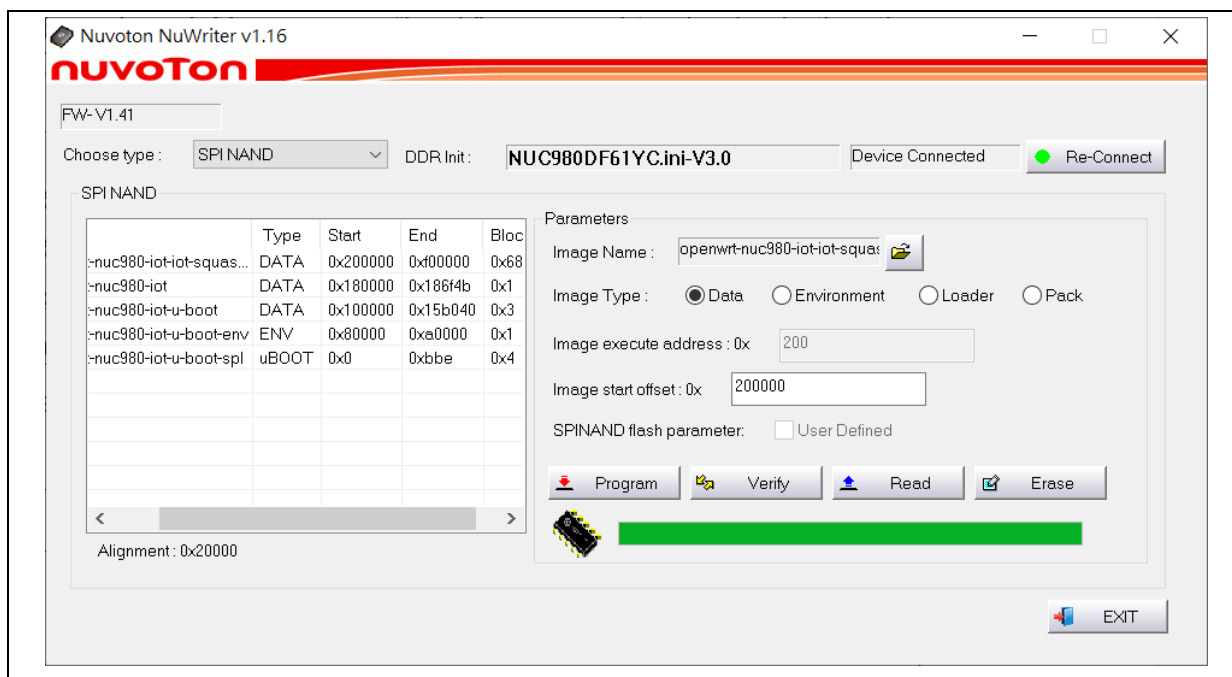 Nuvoton NuWriter v1.16
nuvoTon
FW- V1.41
Choose type : SPI NAND DDR Init : NUC980DF61YC.ini-V3.0 Device Connected Re-Connect
SPI NAND
Type Start End Bloc
:-nuc980-iot-iot-squas... DATA 0x200000 0xf00000 0x68
:-nuc980-iot DATA 0x180000 0x186f4b 0x1
:-nuc980-iot-u-boot DATA 0x100000 0x15b040 0x3
:-nuc980-iot-u-boot-env ENV 0x80000 0xa0000 0x1
:-nuc980-iot-u-boot-spl uBOOT 0x0 0xbbe 0x4
Alignment : 0x20000
Parameters
Image Name : openwrt-nuc980-iot-iot-squas
Image Type : Data Environment Loader Pack
Image execute address : 0x 200
Image start offset : 0x 200000
SPINAND flash parameter: User Defined
Program Verify Read Erase
EXIT